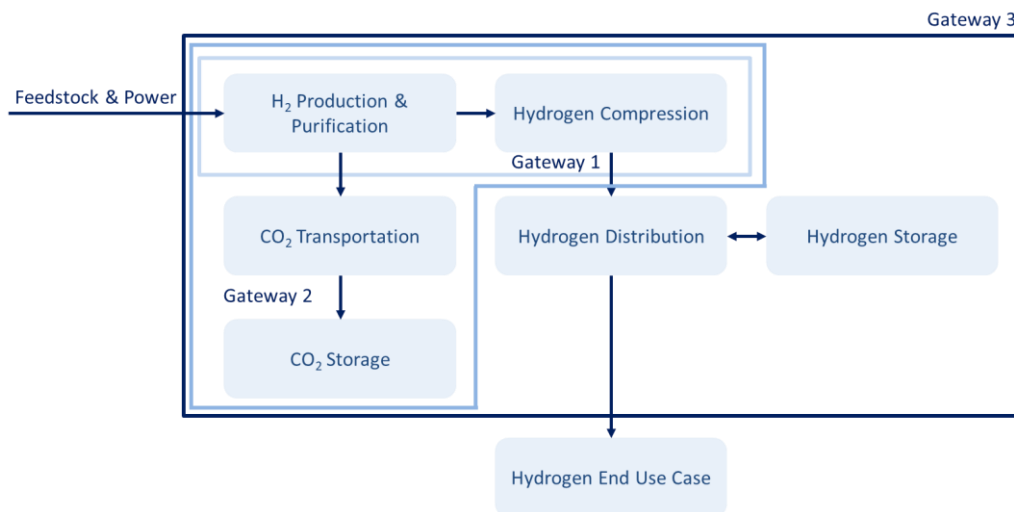 Gateway 3
Feedstock & Power
H₂ Production &
Purification
Hydrogen Compression
Gateway 1
CO₂ Transportation
Hydrogen Distribution
Hydrogen Storage
Gateway 2
CO₂ Storage
Hydrogen End Use Case